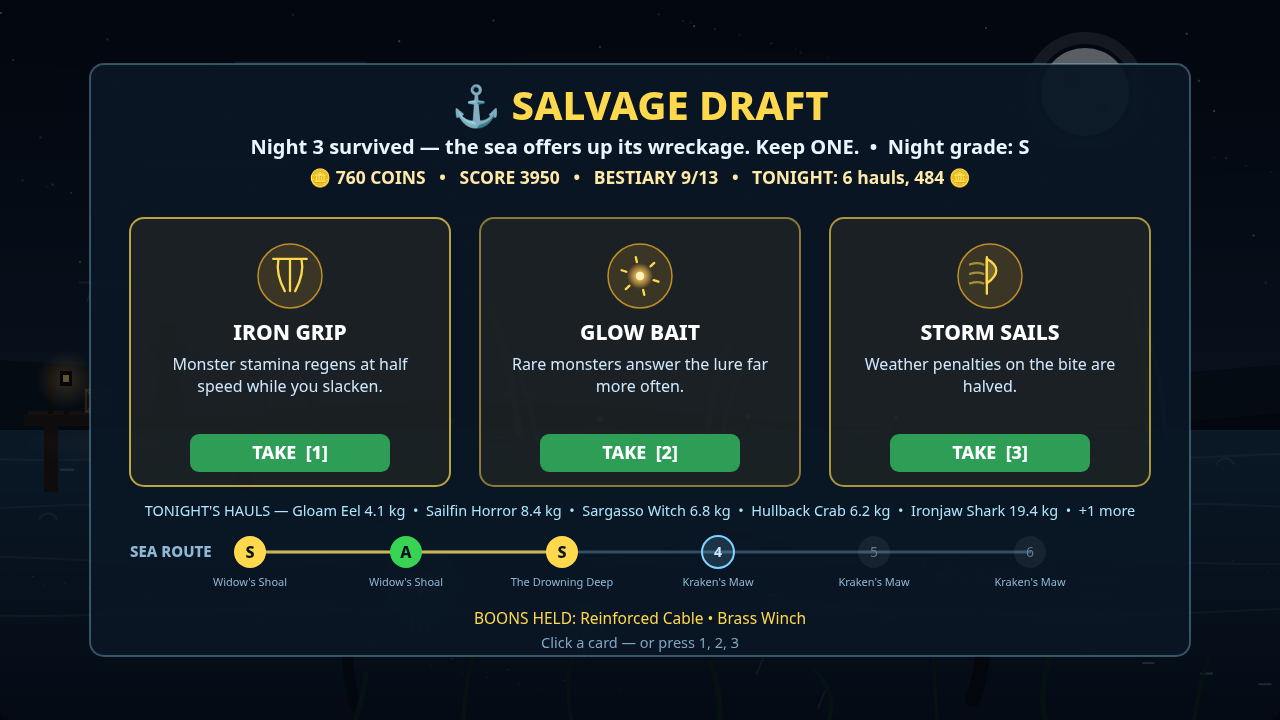 ⚓ SALVAGE DRAFT
Night 3 survived — the sea offers up its wreckage. Keep ONE. • Night grade: S
🪙 760 COINS • SCORE 3950 • BESTIARY 9/13 • TONIGHT: 6 hauls, 484 🪙
IRON GRIP
Monster stamina regens at half
speed while you slacken.
TAKE [1]
GLOW BAIT
Rare monsters answer the lure far
more often.
TAKE [2]
STORM SAILS
Weather penalties on the bite are
halved.
TAKE [3]
TONIGHT'S HAULS — Gloam Eel 4.1 kg • Sailfin Horror 8.4 kg • Sargasso Witch 6.8 kg • Hullback Crab 6.2 kg • Ironjaw Shark 19.4 kg • +1 more
SEA ROUTE S A S 4 5 6
Widow's Shoal Widow's Shoal The Drowning Deep Kraken's Maw Kraken's Maw Kraken's Maw
BOONS HELD: Reinforced Cable • Brass Winch
Click a card — or press 1, 2, 3